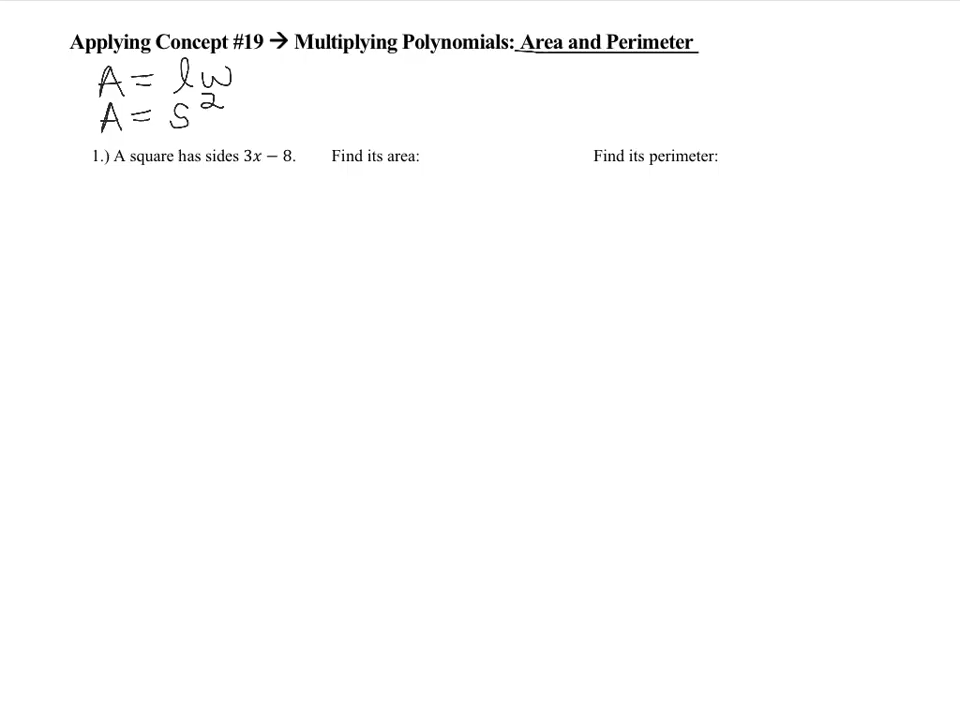 Applying Concept #19 → Multiplying Polynomials: Area and Perimeter
A = lw
A = s²
1.) A square has sides 3x − 8. Find its area: Find its perimeter: